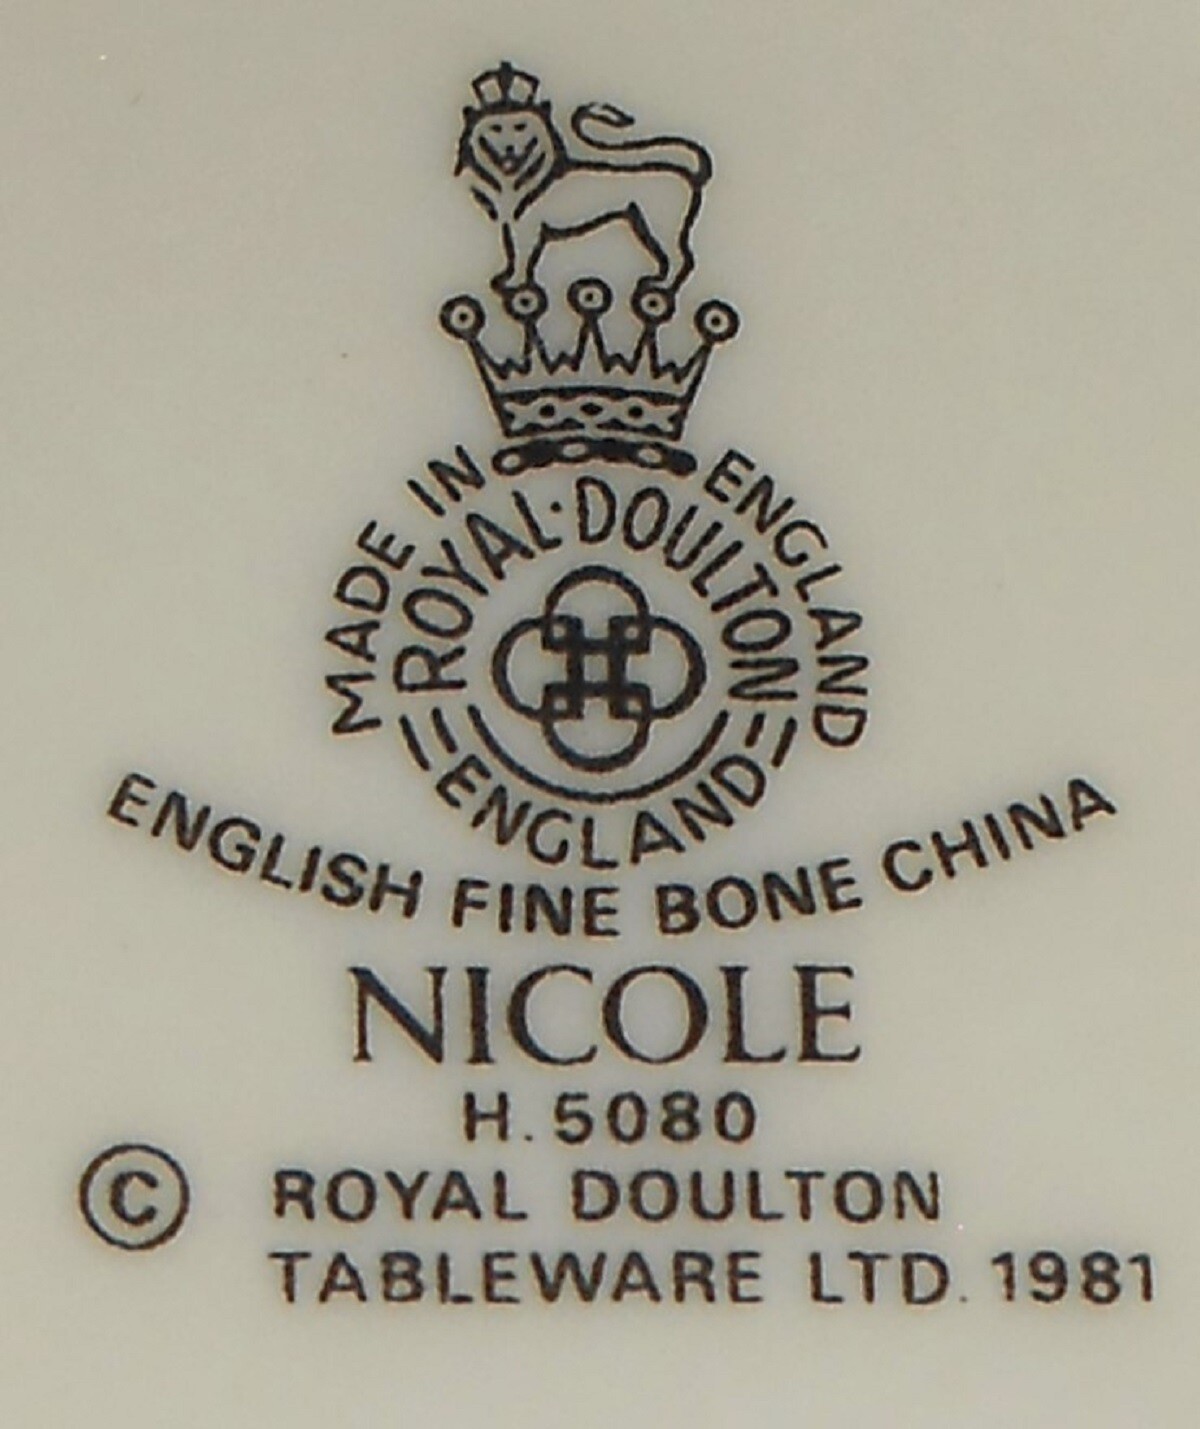 MADE IN ENGLAND
ROYAL·DOULTON
ENGLAND
ENGLISH FINE BONE CHINA
NICOLE
H. 5080
© ROYAL DOULTON
TABLEWARE LTD. 1981